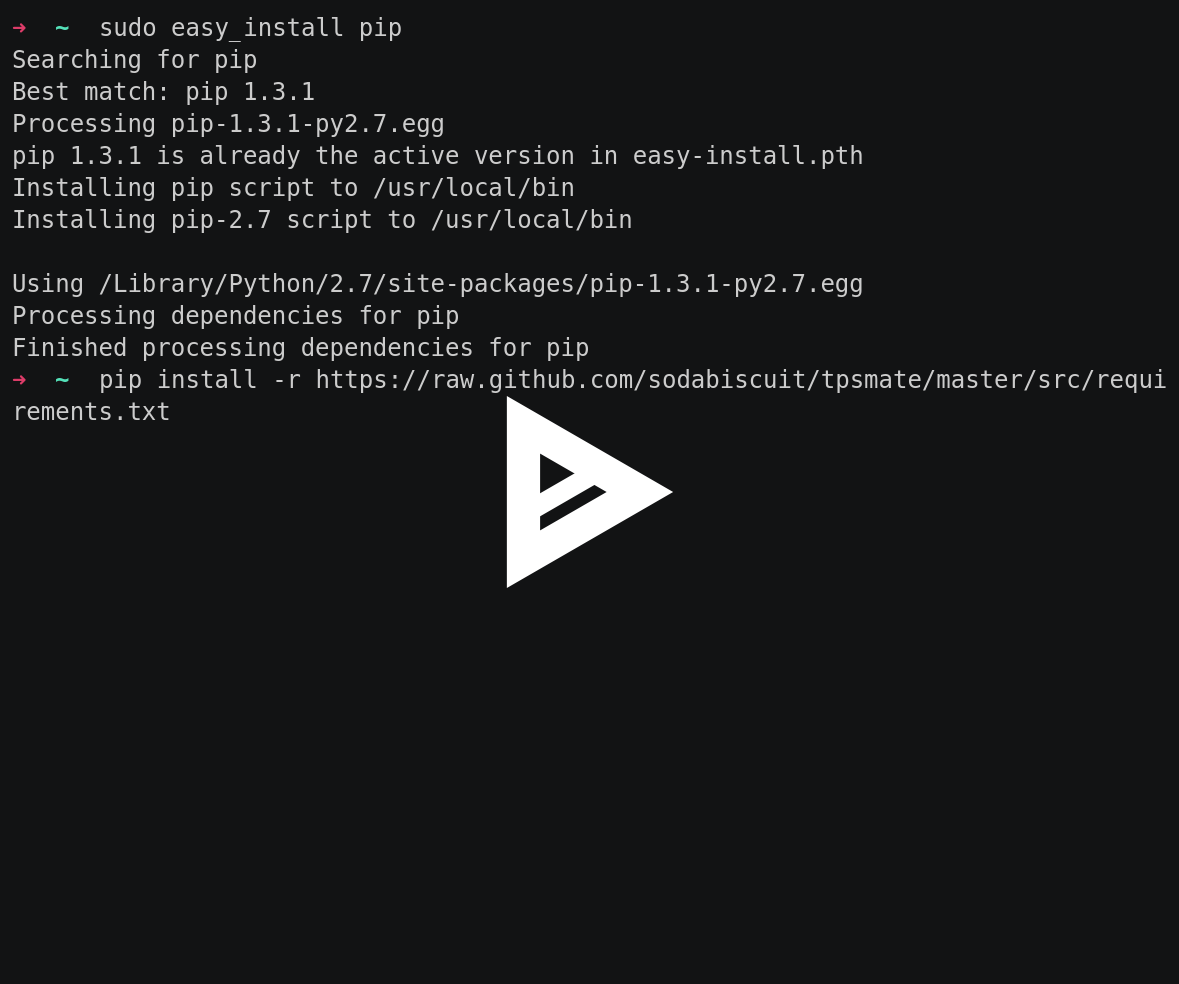 ➜  ~  sudo easy_install pip
Searching for pip
Best match: pip 1.3.1
Processing pip-1.3.1-py2.7.egg
pip 1.3.1 is already the active version in easy-install.pth
Installing pip script to /usr/local/bin
Installing pip-2.7 script to /usr/local/bin

Using /Library/Python/2.7/site-packages/pip-1.3.1-py2.7.egg
Processing dependencies for pip
Finished processing dependencies for pip
➜  ~  pip install -r https://raw.github.com/sodabiscuit/tpsmate/master/src/requi
rements.txt